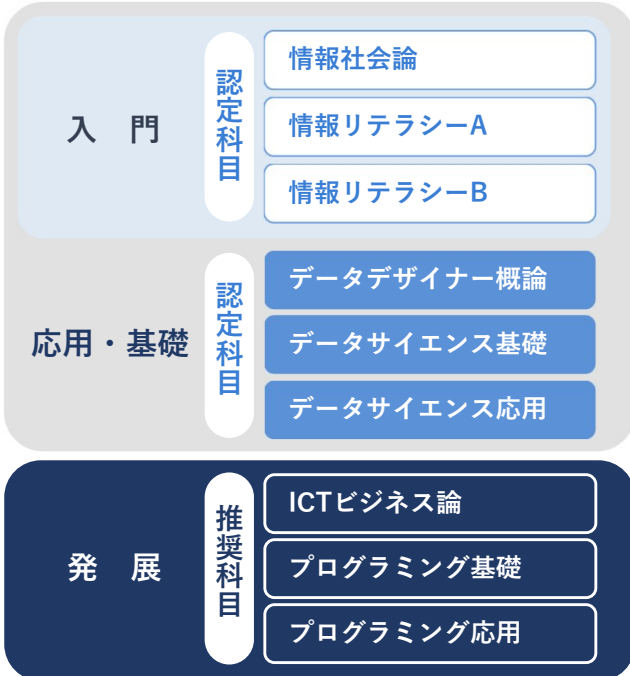 入　門
認定科目
情報社会論
情報リテラシーA
情報リテラシーB
応用・基礎
認定科目
データデザイナー概論
データサイエンス基礎
データサイエンス応用
発　展
推奨科目
ICTビジネス論
プログラミング基礎
プログラミング応用